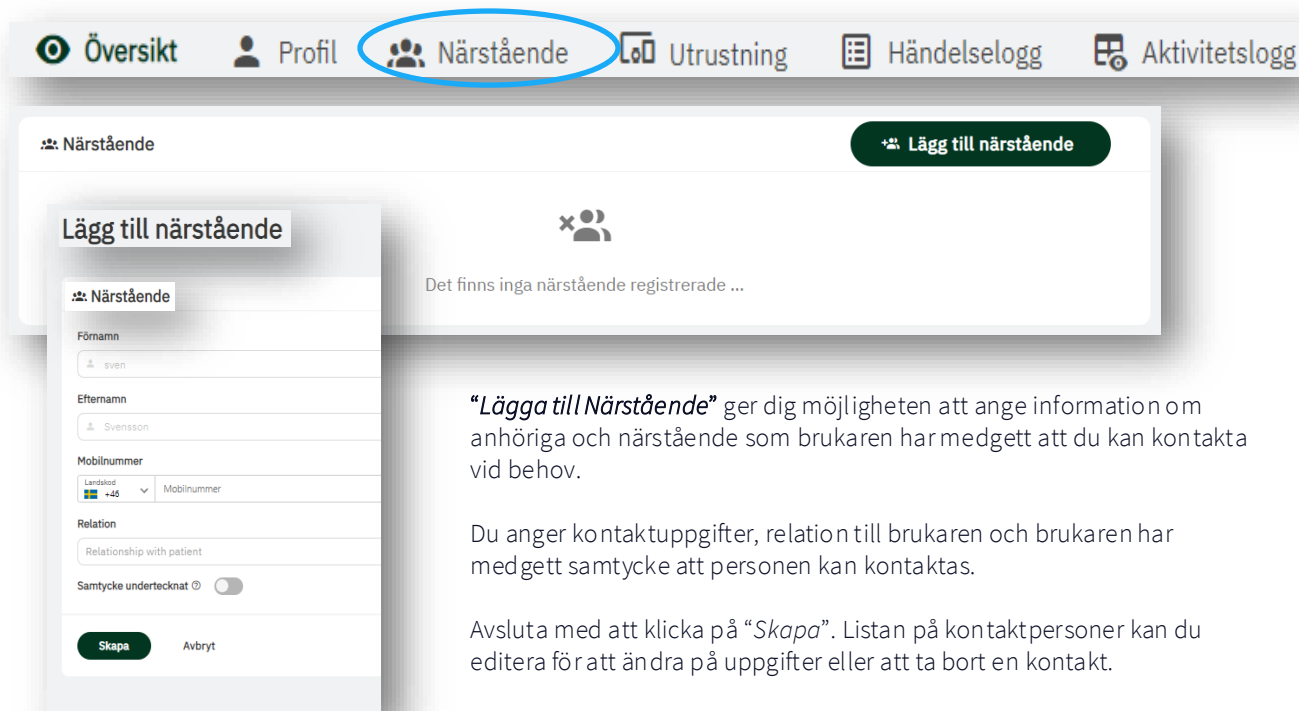 Översikt Profil Närstående Utrustning Händelselogg Aktivitetslogg
Närstående
Lägg till närstående
Det finns inga närstående registrerade ...
Lägg till närstående
Närstående
Förnamn
sven
Efternamn
Svensson
Mobilnummer
Landskod
+46
Mobilnummer
Relation
Relationship with patient
Samtycke undertecknat
Skapa Avbryt
“Lägga till Närstående” ger dig möjligheten att ange information om
anhöriga och närstående som brukaren har medgett att du kan kontakta
vid behov.
Du anger kontaktuppgifter, relation till brukaren och brukaren har
medgett samtycke att personen kan kontaktas.
Avsluta med att klicka på “Skapa”. Listan på kontaktpersoner kan du
editera för att ändra på uppgifter eller att ta bort en kontakt.